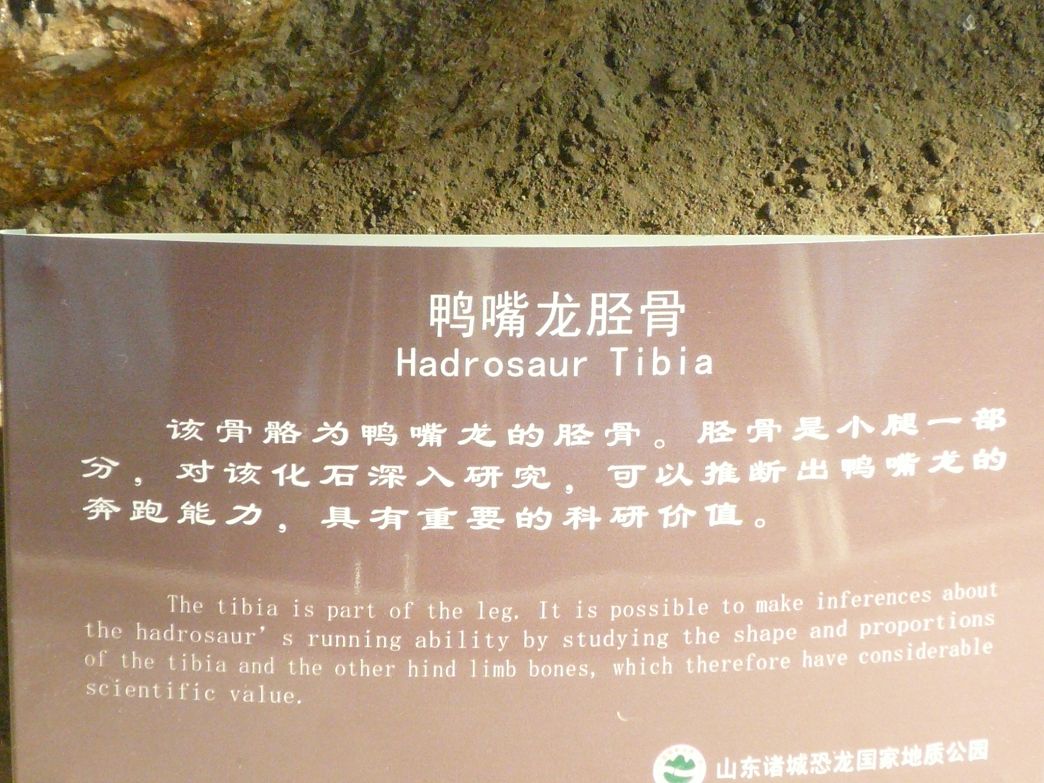 鸭嘴龙胫骨
Hadrosaur Tibia
该骨骼为鸭嘴龙的胫骨。胫骨是小腿一部
分，对该化石深入研究，可以推断出鸭嘴龙的
奔跑能力，具有重要的科研价值。
The tibia is part of the leg. It is possible to make inferences about
the hadrosaur's running ability by studying the shape and proportions
of the tibia and the other hind limb bones, which therefore have considerable
scientific value.
山东诸城恐龙国家地质公园